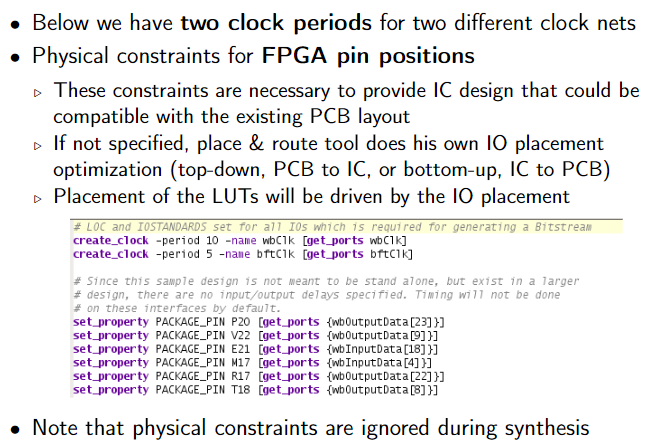 • Below we have two clock periods for two different clock nets
• Physical constraints for FPGA pin positions
▹ These constraints are necessary to provide IC design that could be
compatible with the existing PCB layout
▹ If not specified, place & route tool does his own IO placement
optimization (top-down, PCB to IC, or bottom-up, IC to PCB)
▹ Placement of the LUTs will be driven by the IO placement
# LOC and IOSTANDARDS set for all IOs which is required for generating a Bitstream
create_clock -period 10 -name wbClk [get_ports wbClk]
create_clock -period 5 -name bftClk [get_ports bftClk]
# Since this sample design is not meant to be stand alone, but exist in a larger
# design, there are no input/output delays specified. Timing will not be done
# on these interfaces by default.
set_property PACKAGE_PIN P20 [get_ports {wbOutputData[23]}]
set_property PACKAGE_PIN V22 [get_ports {wbOutputData[9]}]
set_property PACKAGE_PIN E21 [get_ports {wbInputData[18]}]
set_property PACKAGE_PIN M17 [get_ports {wbInputData[4]}]
set_property PACKAGE_PIN R17 [get_ports {wbOutputData[22]}]
set_property PACKAGE_PIN T18 [get_ports {wbOutputData[8]}]
• Note that physical constraints are ignored during synthesis